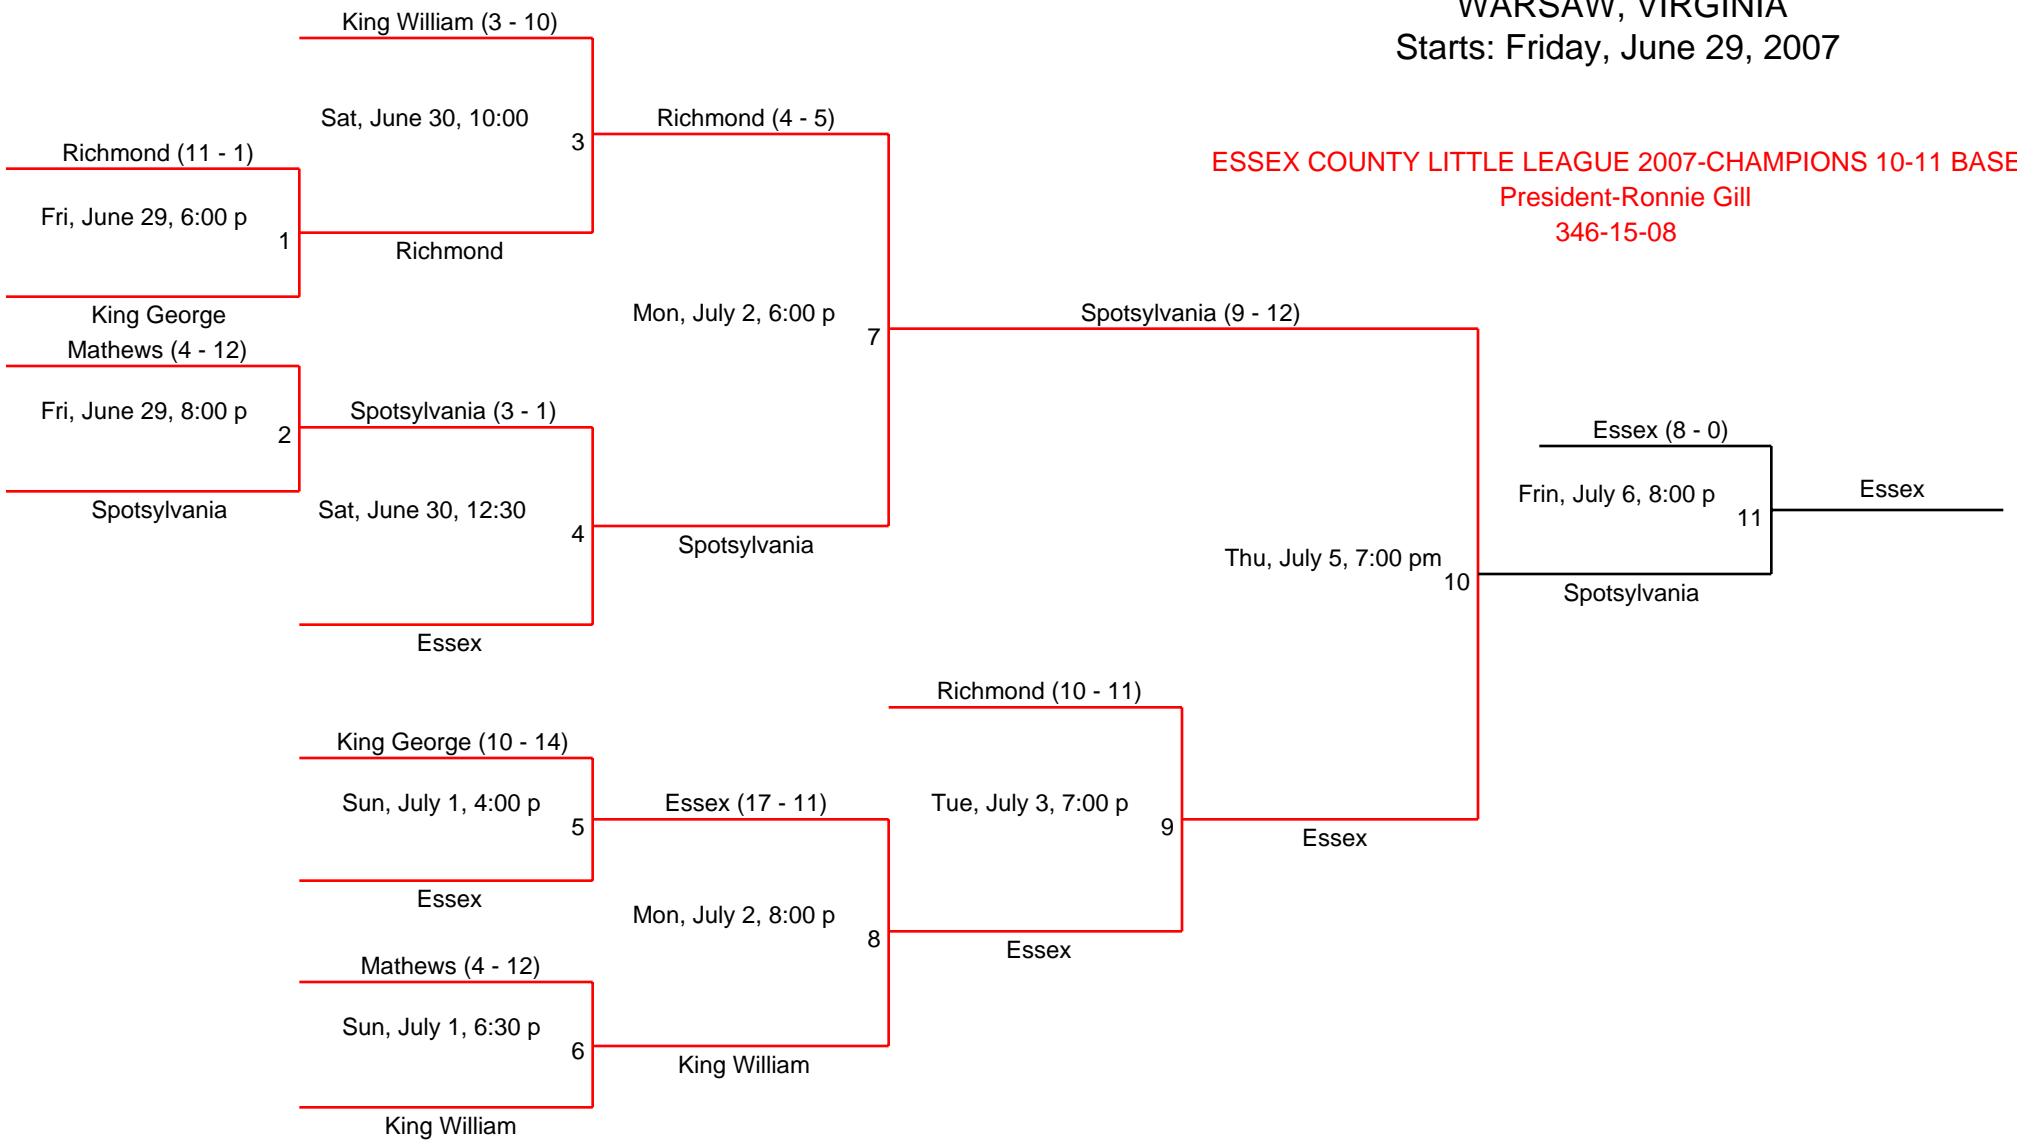 WARSAW, VIRGINIA
Starts: Friday, June 29, 2007
ESSEX COUNTY LITTLE LEAGUE 2007-CHAMPIONS 10-11 BASE
President-Ronnie Gill
346-15-08
King William (3 - 10)
Sat, June 30, 10:00
3
Richmond (4 - 5)
Richmond (11 - 1)
Fri, June 29, 6:00 p
1
Richmond
King George
Mon, July 2, 6:00 p
7
Spotsylvania (9 - 12)
Mathews (4 - 12)
Fri, June 29, 8:00 p
2
Spotsylvania (3 - 1)
Spotsylvania
Sat, June 30, 12:30
4
Spotsylvania
Essex
Essex (8 - 0)
Frin, July 6, 8:00 p
11
Essex
Thu, July 5, 7:00 pm
10
Spotsylvania
Richmond (10 - 11)
King George (10 - 14)
Sun, July 1, 4:00 p
5
Essex (17 - 11)
Tue, July 3, 7:00 p
9
Essex
Essex
Mon, July 2, 8:00 p
8
Essex
Mathews (4 - 12)
Sun, July 1, 6:30 p
6
King William
King William